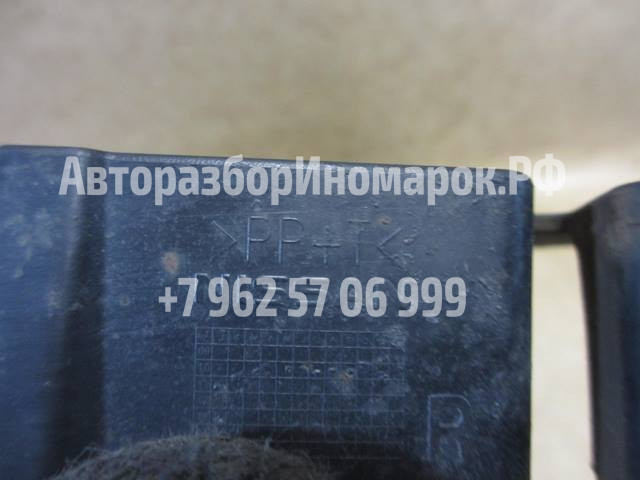 АвторазборИномарок.РФ
>PP+T<
+7 962 57 06 999
R